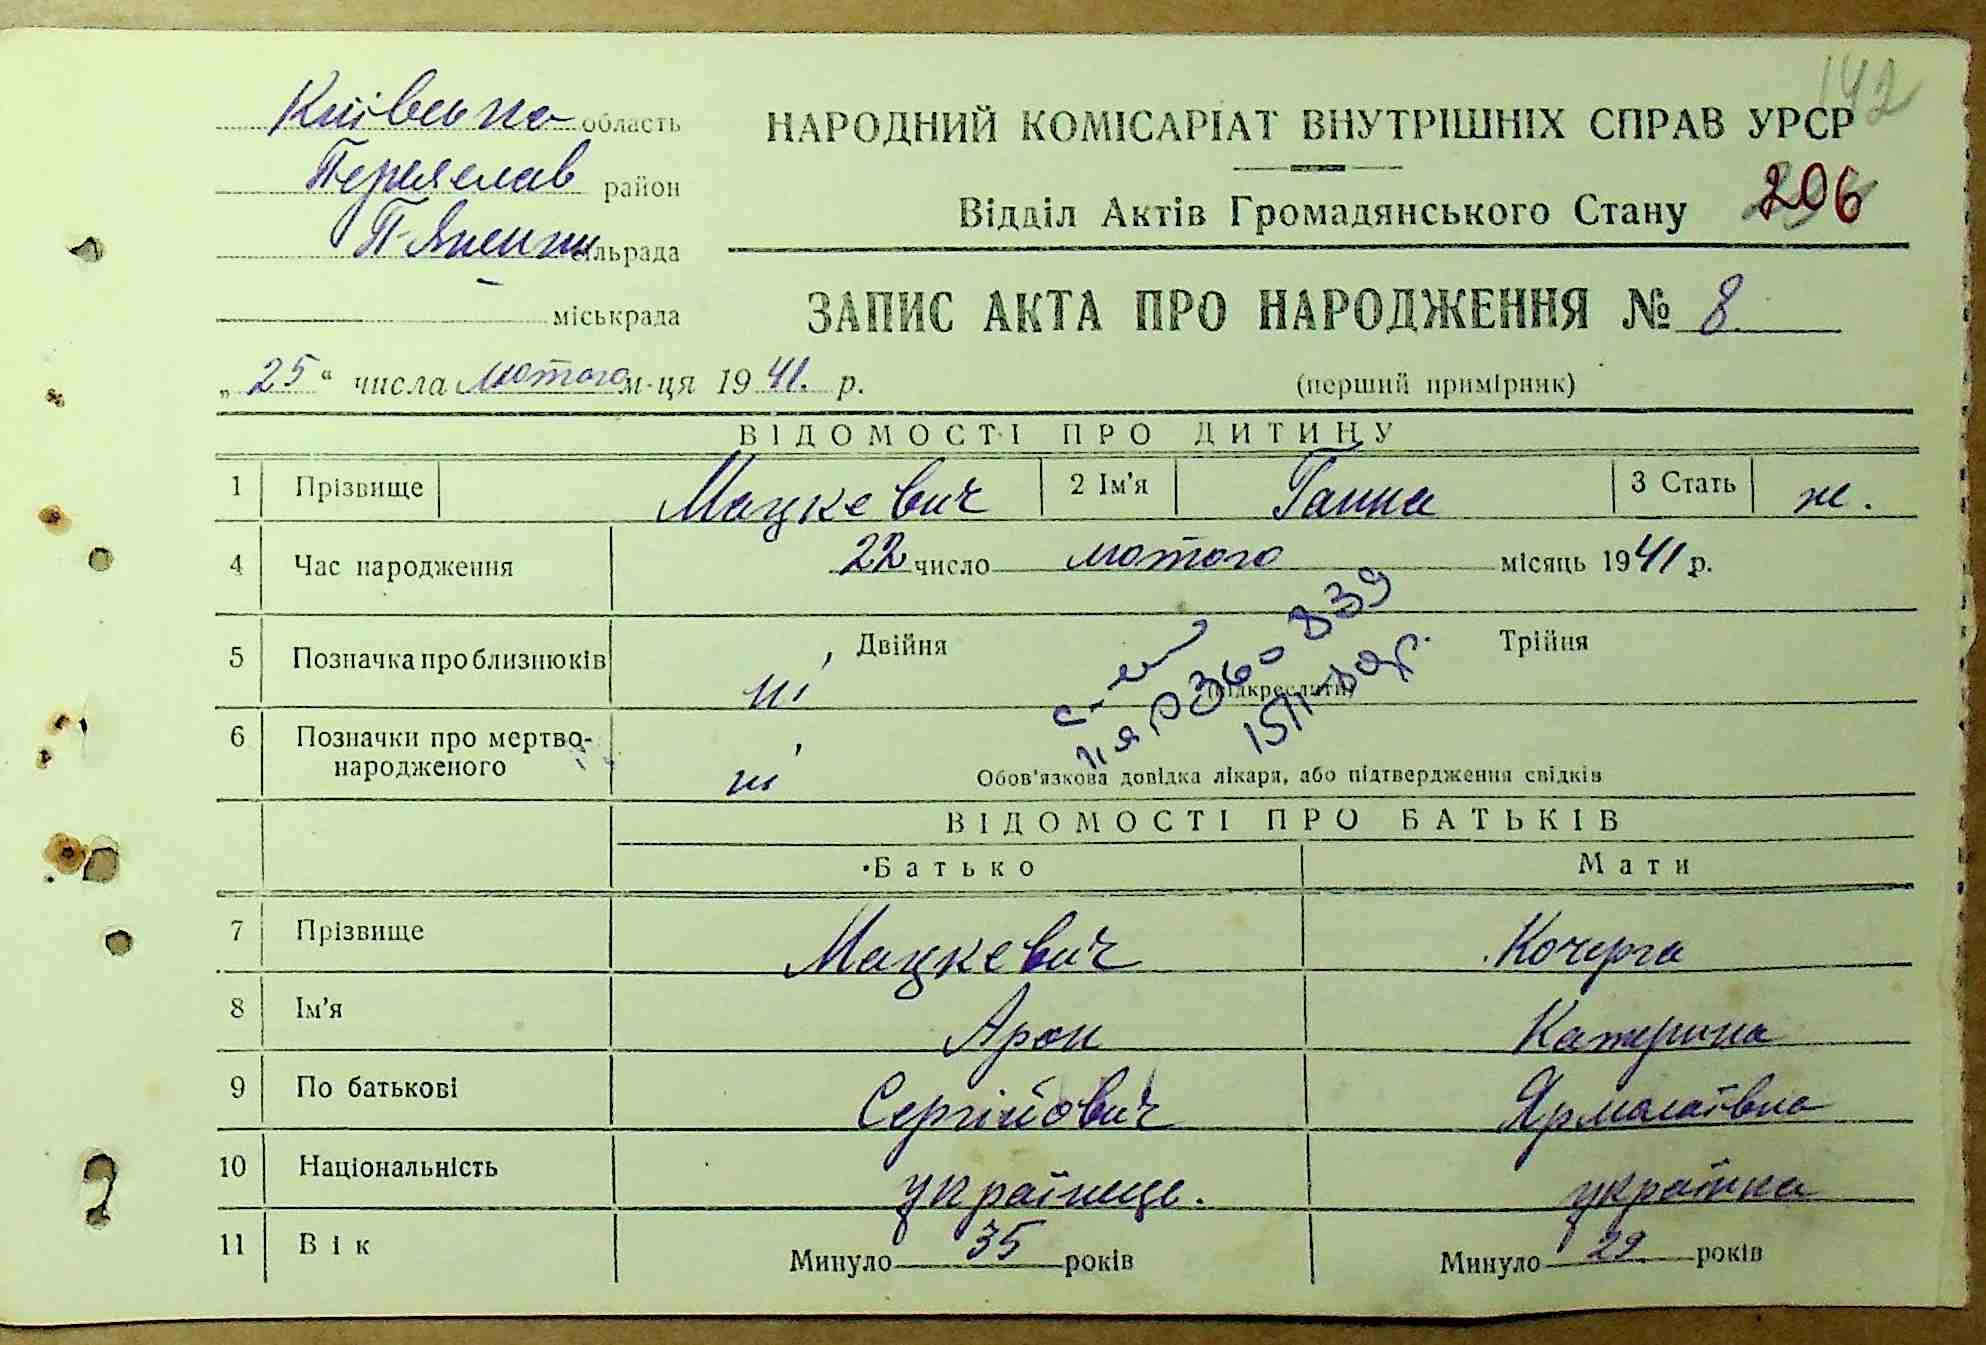 142
Київська область
НАРОДНИЙ КОМІСАРІАТ ВНУТРІШНІХ СПРАВ УРСР
Переяслав район
Відділ Актів Громадянського Стану 206
сільрада
міськрада
ЗАПИС АКТА ПРО НАРОДЖЕННЯ № 8
„25“ числа лютого м-ця 1941. р.
(перший примірник)
ВІДОМОСТІ ПРО ДИТИНУ
1 Прізвище Мацкевич 2 Ім'я Ганна 3 Стать ж.
4 Час народження 22 число лютого місяць 1941 р.
5 Позначка про близнюків ні Двійня Трійня
(підкреслити)
6 Позначки про мертво-
народженого ні Обов'язкова довідка лікаря, або підтвердження свідків
ВІДОМОСТІ ПРО БАТЬКІВ
Батько Мати
7 Прізвище Мацкевич Кочерга
8 Ім'я Арон Катерина
9 По батькові Сергійович Ярмолаївна
10 Національність українець. українка
11 Вік Минуло 35 років Минуло 29 років